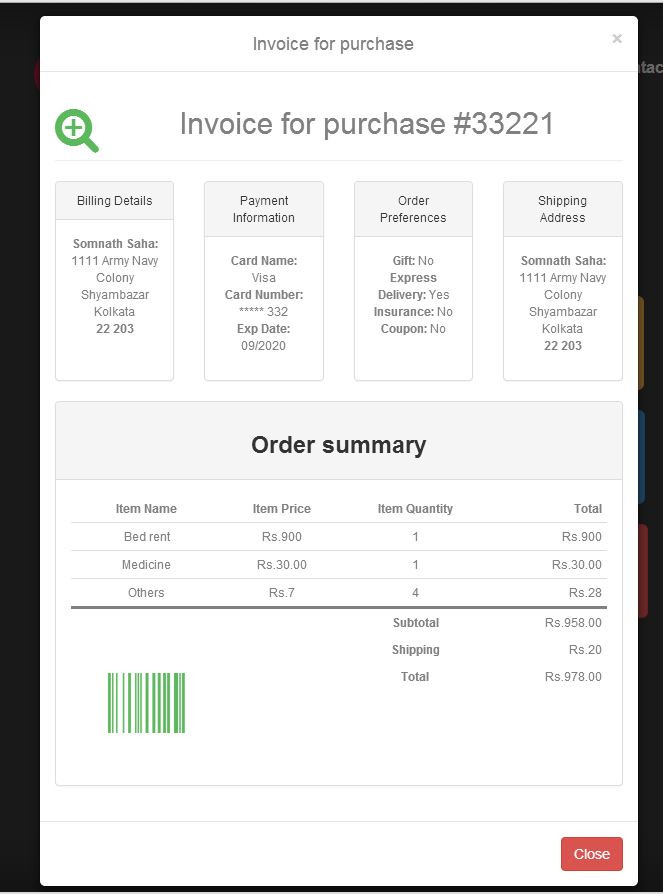 Invoice for purchase
×
Invoice for purchase #33221
Billing Details
Somnath Saha:
1111 Army Navy
Colony
Shyambazar
Kolkata
22 203
Payment
Information
Card Name:
Visa
Card Number:
***** 332
Exp Date:
09/2020
Order
Preferences
Gift: No
Express
Delivery: Yes
Insurance: No
Coupon: No
Shipping
Address
Somnath Saha:
1111 Army Navy
Colony
Shyambazar
Kolkata
22 203
Order summary
Item Name Item Price Item Quantity Total
Bed rent Rs.900 1 Rs.900
Medicine Rs.30.00 1 Rs.30.00
Others Rs.7 4 Rs.28
Subtotal Rs.958.00
Shipping Rs.20
Total Rs.978.00
Close